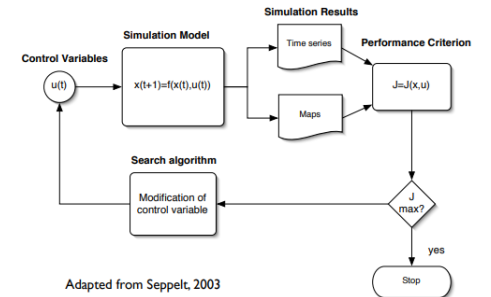 Simulation Results
Simulation Model
Time series
Performance Criterion
Control Variables
u(t)
x(t+1)=f(x(t),u(t))
J=J(x,u)
Maps
Search algorithm
Modification of
control variable
J
max?
yes
Stop
Adapted from Seppelt, 2003